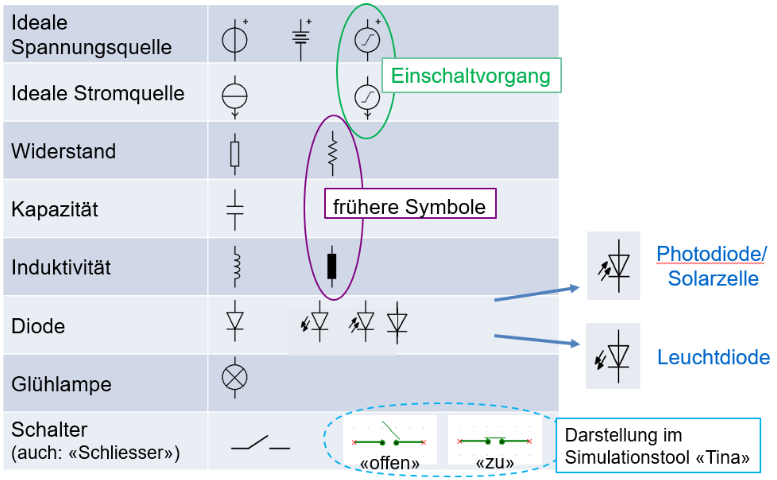 Ideale
Spannungsquelle
+
+
+
Einschaltvorgang
Ideale Stromquelle
Widerstand
frühere Symbole
Kapazität
Induktivität
Photodiode/
Solarzelle
Diode
Leuchtdiode
Glühlampe
Schalter
(auch: «Schliesser»)
«offen»
«zu»
Darstellung im
Simulationstool «Tina»